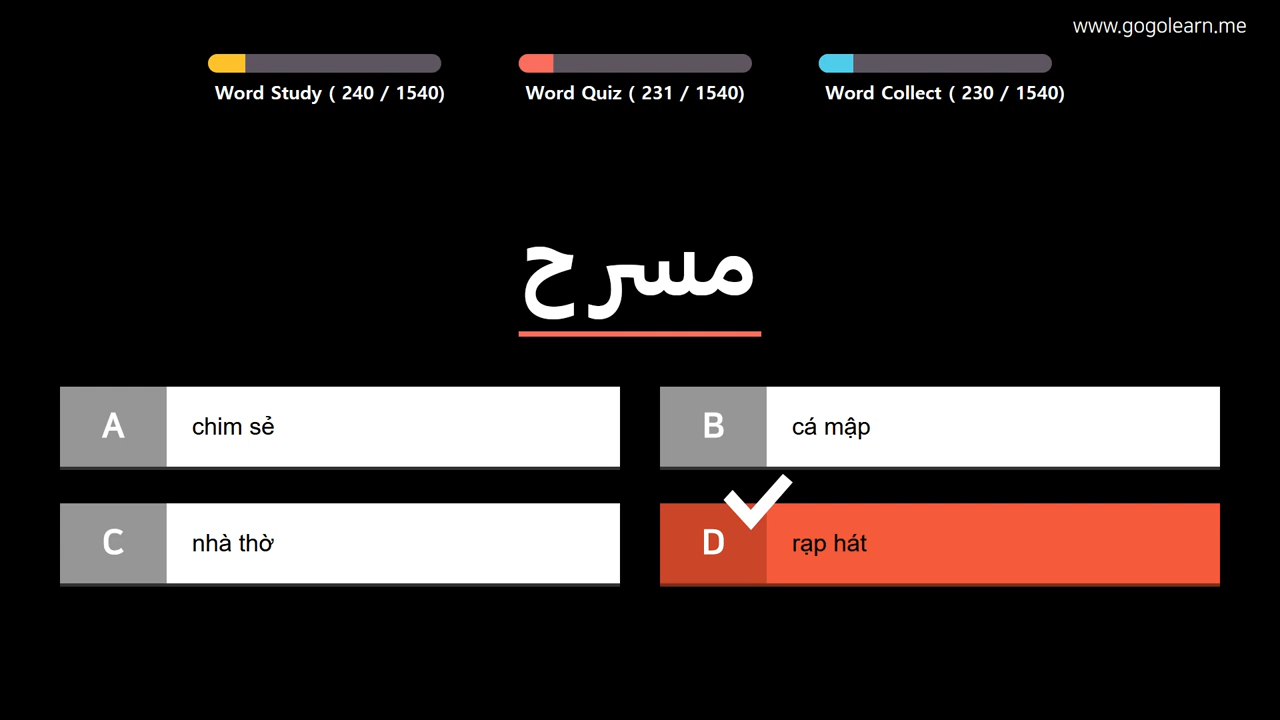 www.gogolearn.me
Word Study ( 240 / 1540)
Word Quiz ( 231 / 1540)
Word Collect ( 230 / 1540)
مسرح
A
chim sẻ
B
cá mập
C
nhà thờ
D
rạp hát